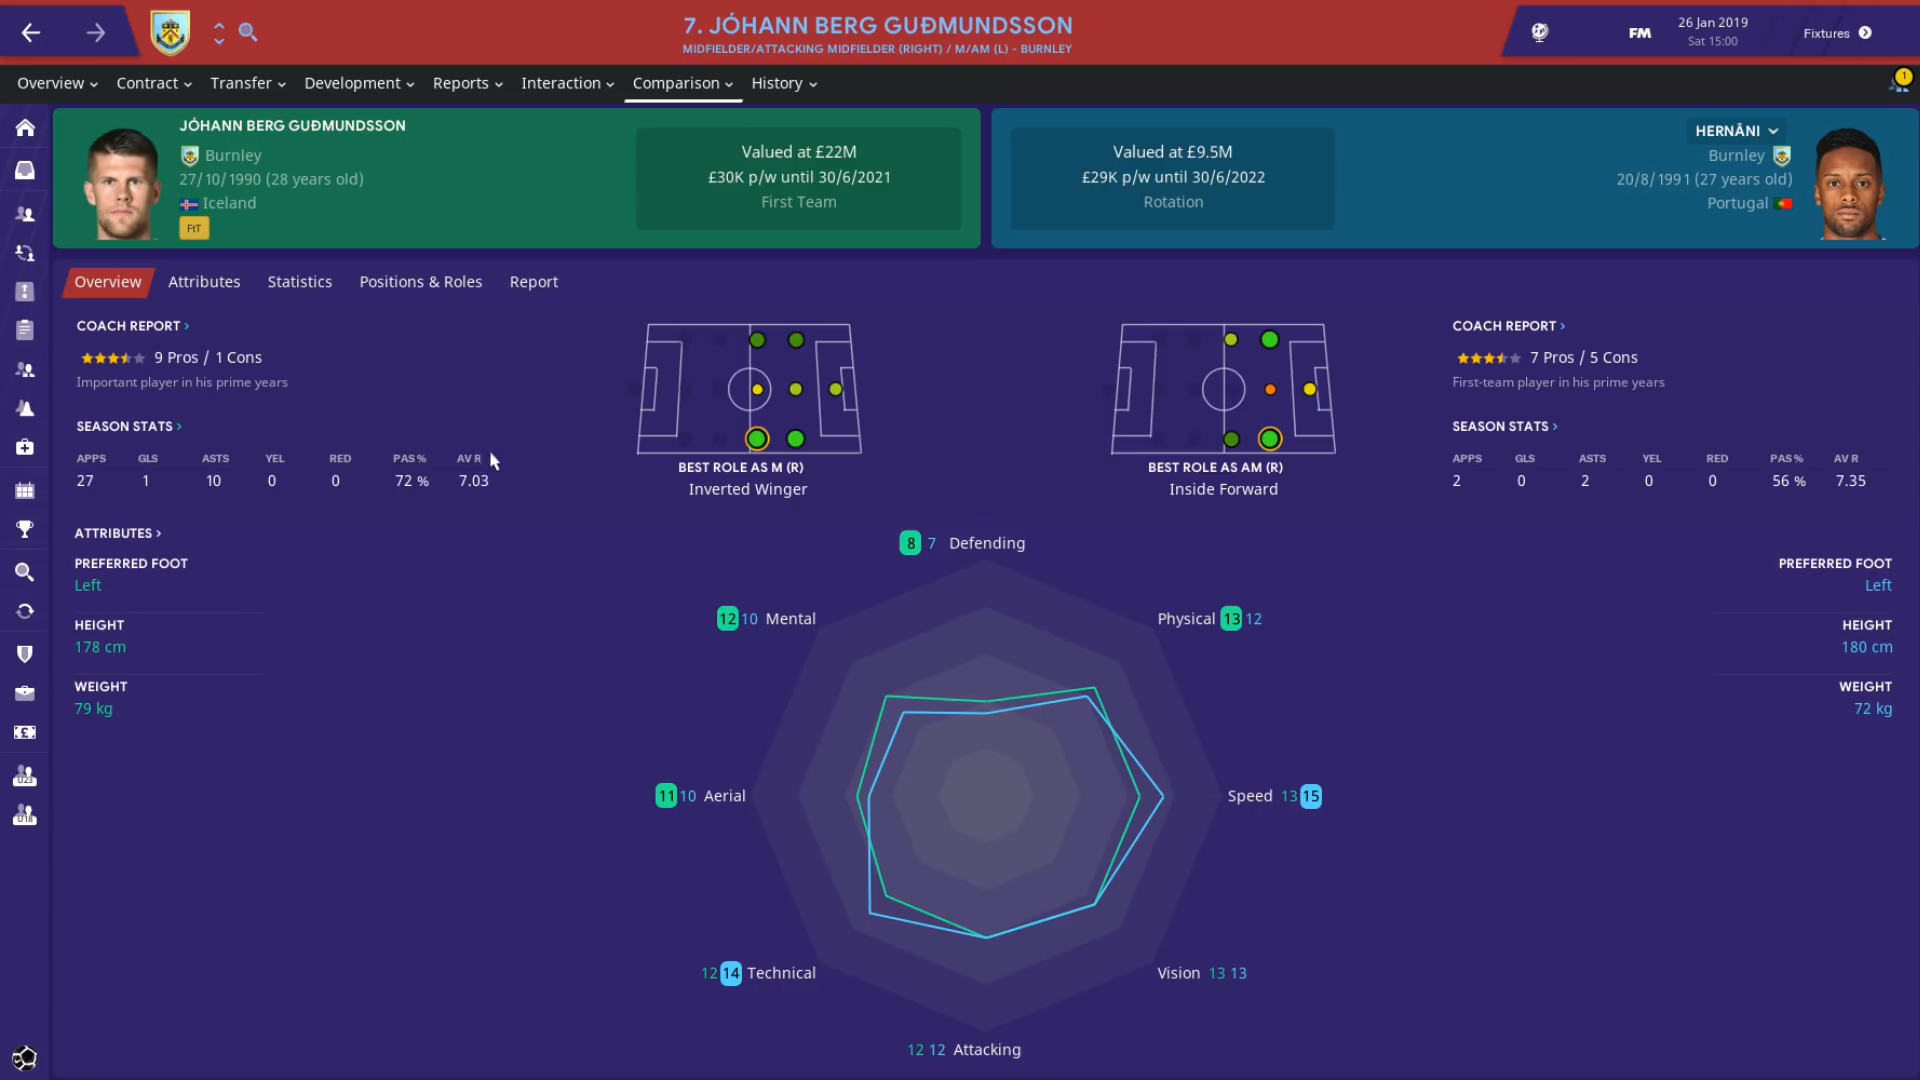 7. JÓHANN BERG GUÐMUNDSSON
MIDFIELDER/ATTACKING MIDFIELDER (RIGHT) / M/AM (L) - BURNLEY
FM
26 Jan 2019
Sat 15:00
Fixtures
Overview Contract Transfer Development Reports Interaction Comparison History
1
JÓHANN BERG GUÐMUNDSSON
Burnley
27/10/1990 (28 years old)
Iceland
FtT
Valued at £22M
£30K p/w until 30/6/2021
First Team
Valued at £9.5M
£29K p/w until 30/6/2022
Rotation
HERNÂNI
Burnley
20/8/1991 (27 years old)
Portugal
Overview Attributes Statistics Positions & Roles Report
COACH REPORT >
9 Pros / 1 Cons
Important player in his prime years
SEASON STATS >
APPS GLS ASTS YEL RED PAS % AV R
27 1 10 0 0 72 % 7.03
BEST ROLE AS M (R)
Inverted Winger
BEST ROLE AS AM (R)
Inside Forward
COACH REPORT >
7 Pros / 5 Cons
First-team player in his prime years
SEASON STATS >
APPS GLS ASTS YEL RED PAS % AV R
2 0 2 0 0 56 % 7.35
ATTRIBUTES >
PREFERRED FOOT
Left
HEIGHT
178 cm
WEIGHT
79 kg
8 7 Defending
12 10 Mental
Physical 13 12
11 10 Aerial
Speed 13 15
12 14 Technical
Vision 13 13
12 12 Attacking
PREFERRED FOOT
Left
HEIGHT
180 cm
WEIGHT
72 kg
U23
U18